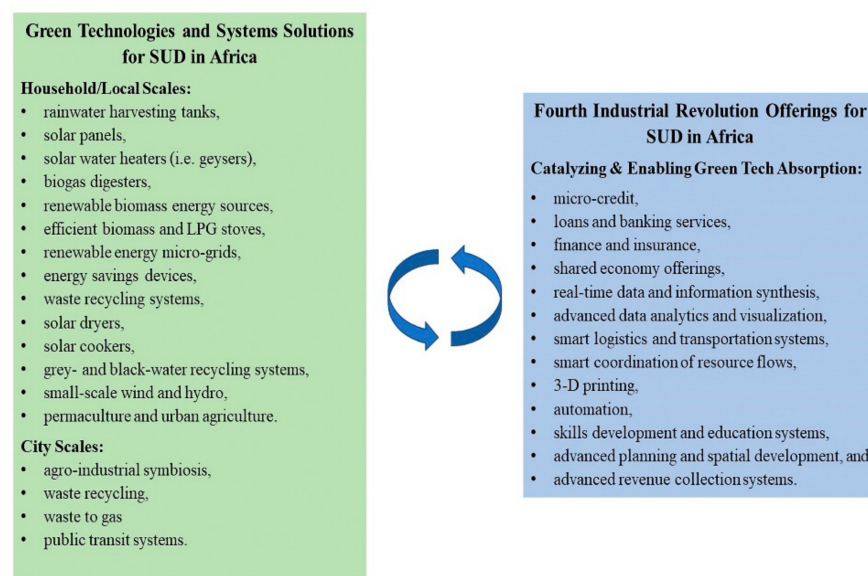 Green Technologies and Systems Solutions
for SUD in Africa
Household/Local Scales:
• rainwater harvesting tanks,
• solar panels,
• solar water heaters (i.e. geysers),
• biogas digesters,
• renewable biomass energy sources,
• efficient biomass and LPG stoves,
• renewable energy micro-grids,
• energy savings devices,
• waste recycling systems,
• solar dryers,
• solar cookers,
• grey- and black-water recycling systems,
• small-scale wind and hydro,
• permaculture and urban agriculture.
City Scales:
• agro-industrial symbiosis,
• waste recycling,
• waste to gas
• public transit systems.
Fourth Industrial Revolution Offerings for
SUD in Africa
Catalyzing & Enabling Green Tech Absorption:
• micro-credit,
• loans and banking services,
• finance and insurance,
• shared economy offerings,
• real-time data and information synthesis,
• advanced data analytics and visualization,
• smart logistics and transportation systems,
• smart coordination of resource flows,
• 3-D printing,
• automation,
• skills development and education systems,
• advanced planning and spatial development, and
• advanced revenue collection systems.